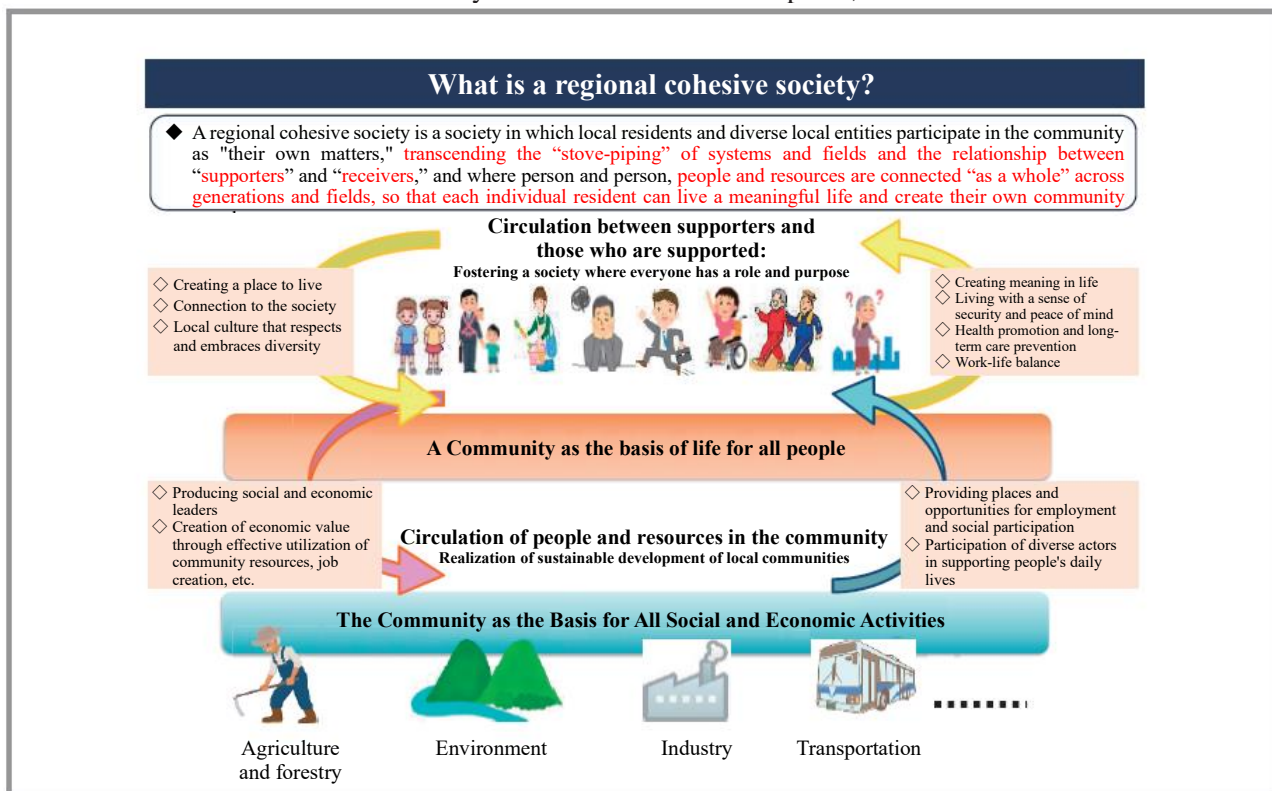 What is a regional cohesive society?
◆ A regional cohesive society is a society in which local residents and diverse local entities participate in the community
as "their own matters," transcending the “stove-piping” of systems and fields and the relationship between
“supporters” and “receivers,” and where person and person, people and resources are connected “as a whole” across
generations and fields, so that each individual resident can live a meaningful life and create their own community
Circulation between supporters and
those who are supported:
Fostering a society where everyone has a role and purpose
◇ Creating a place to live
◇ Connection to the society
◇ Local culture that respects
and embraces diversity
◇ Creating meaning in life
◇ Living with a sense of
security and peace of mind
◇ Health promotion and long-
term care prevention
◇ Work-life balance
? ?
A Community as the basis of life for all people
◇ Producing social and economic
leaders
◇ Creation of economic value
through effective utilization of
community resources, job
creation, etc.
Circulation of people and resources in the community
Realization of sustainable development of local communities
◇ Providing places and
opportunities for employment
and social participation
◇ Participation of diverse actors
in supporting people's daily
lives
The Community as the Basis for All Social and Economic Activities
Agriculture
and forestry
Environment
Industry
Transportation